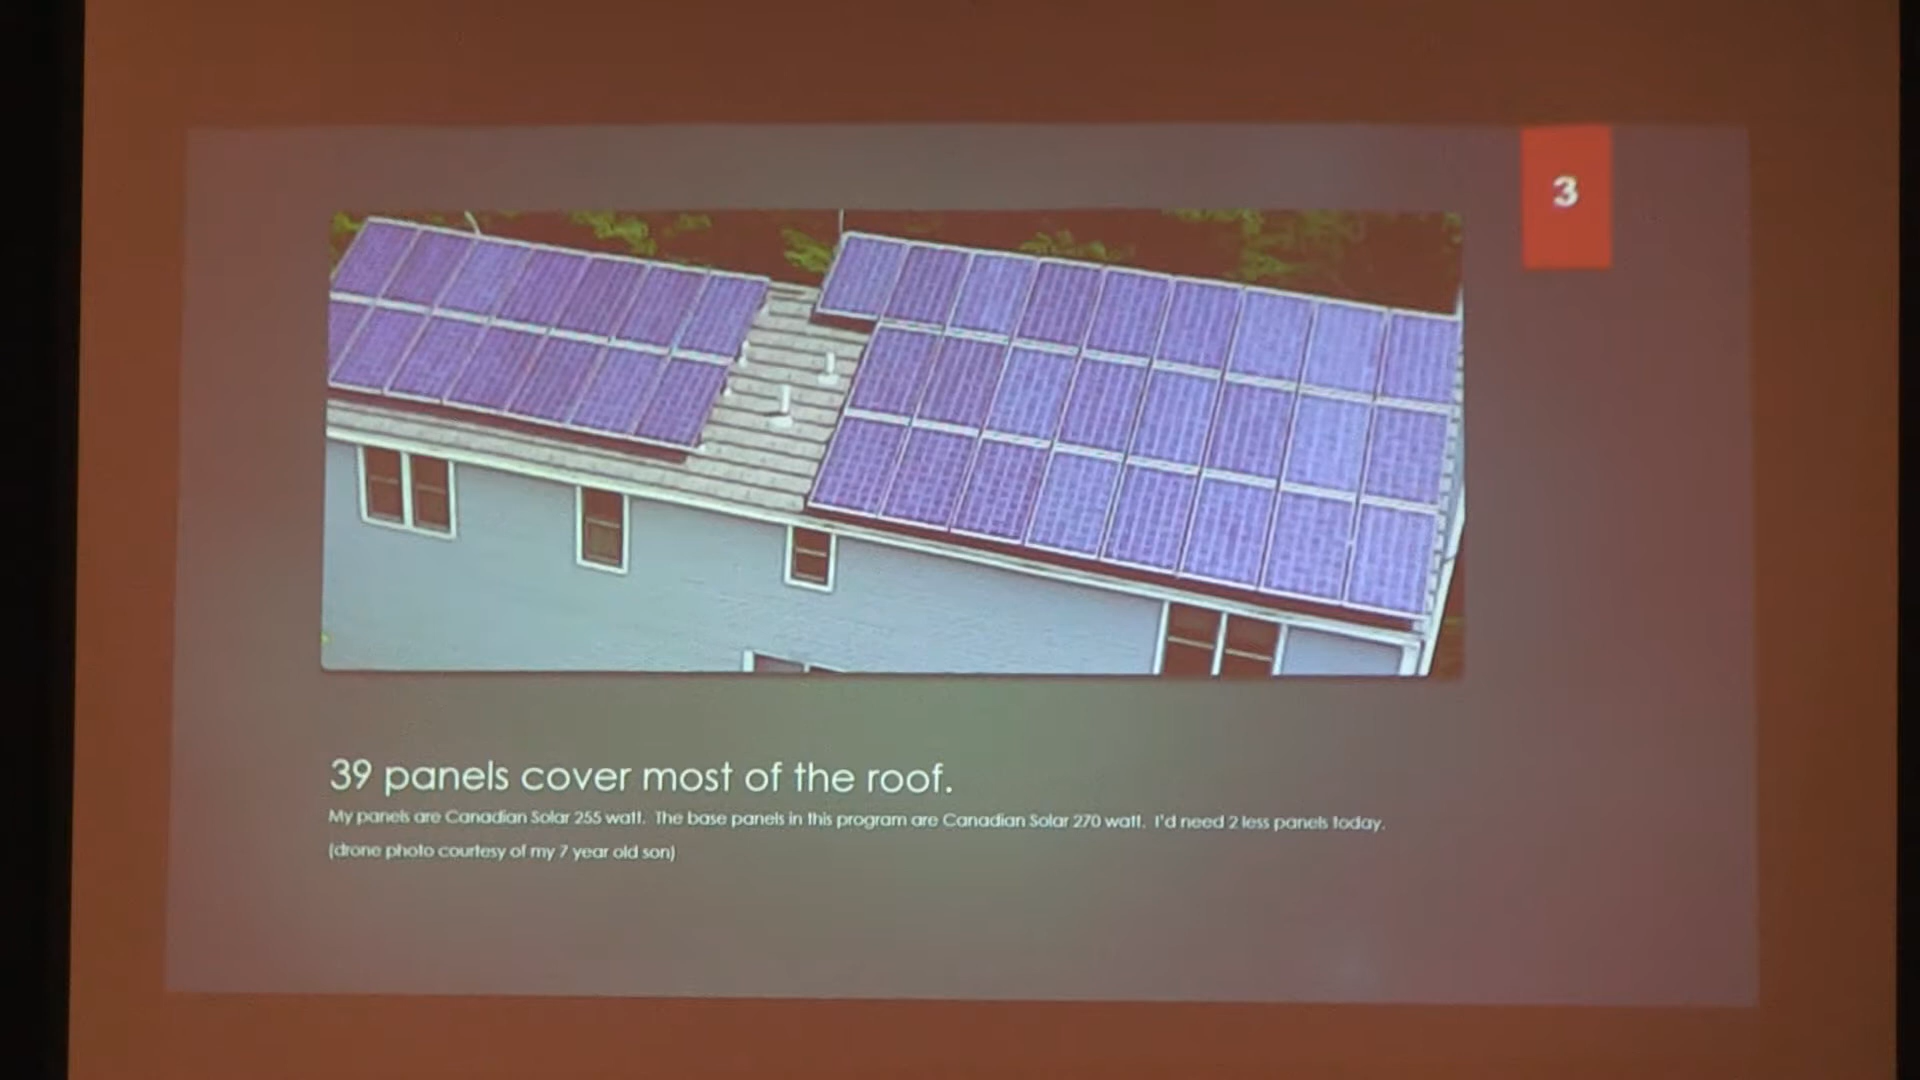 3
39 panels cover most of the roof.
My panels are Canadian Solar 255 watt. The base panels in this program are Canadian Solar 270 watt. I'd need 2 less panels today.
(drone photo courtesy of my 7 year old son)